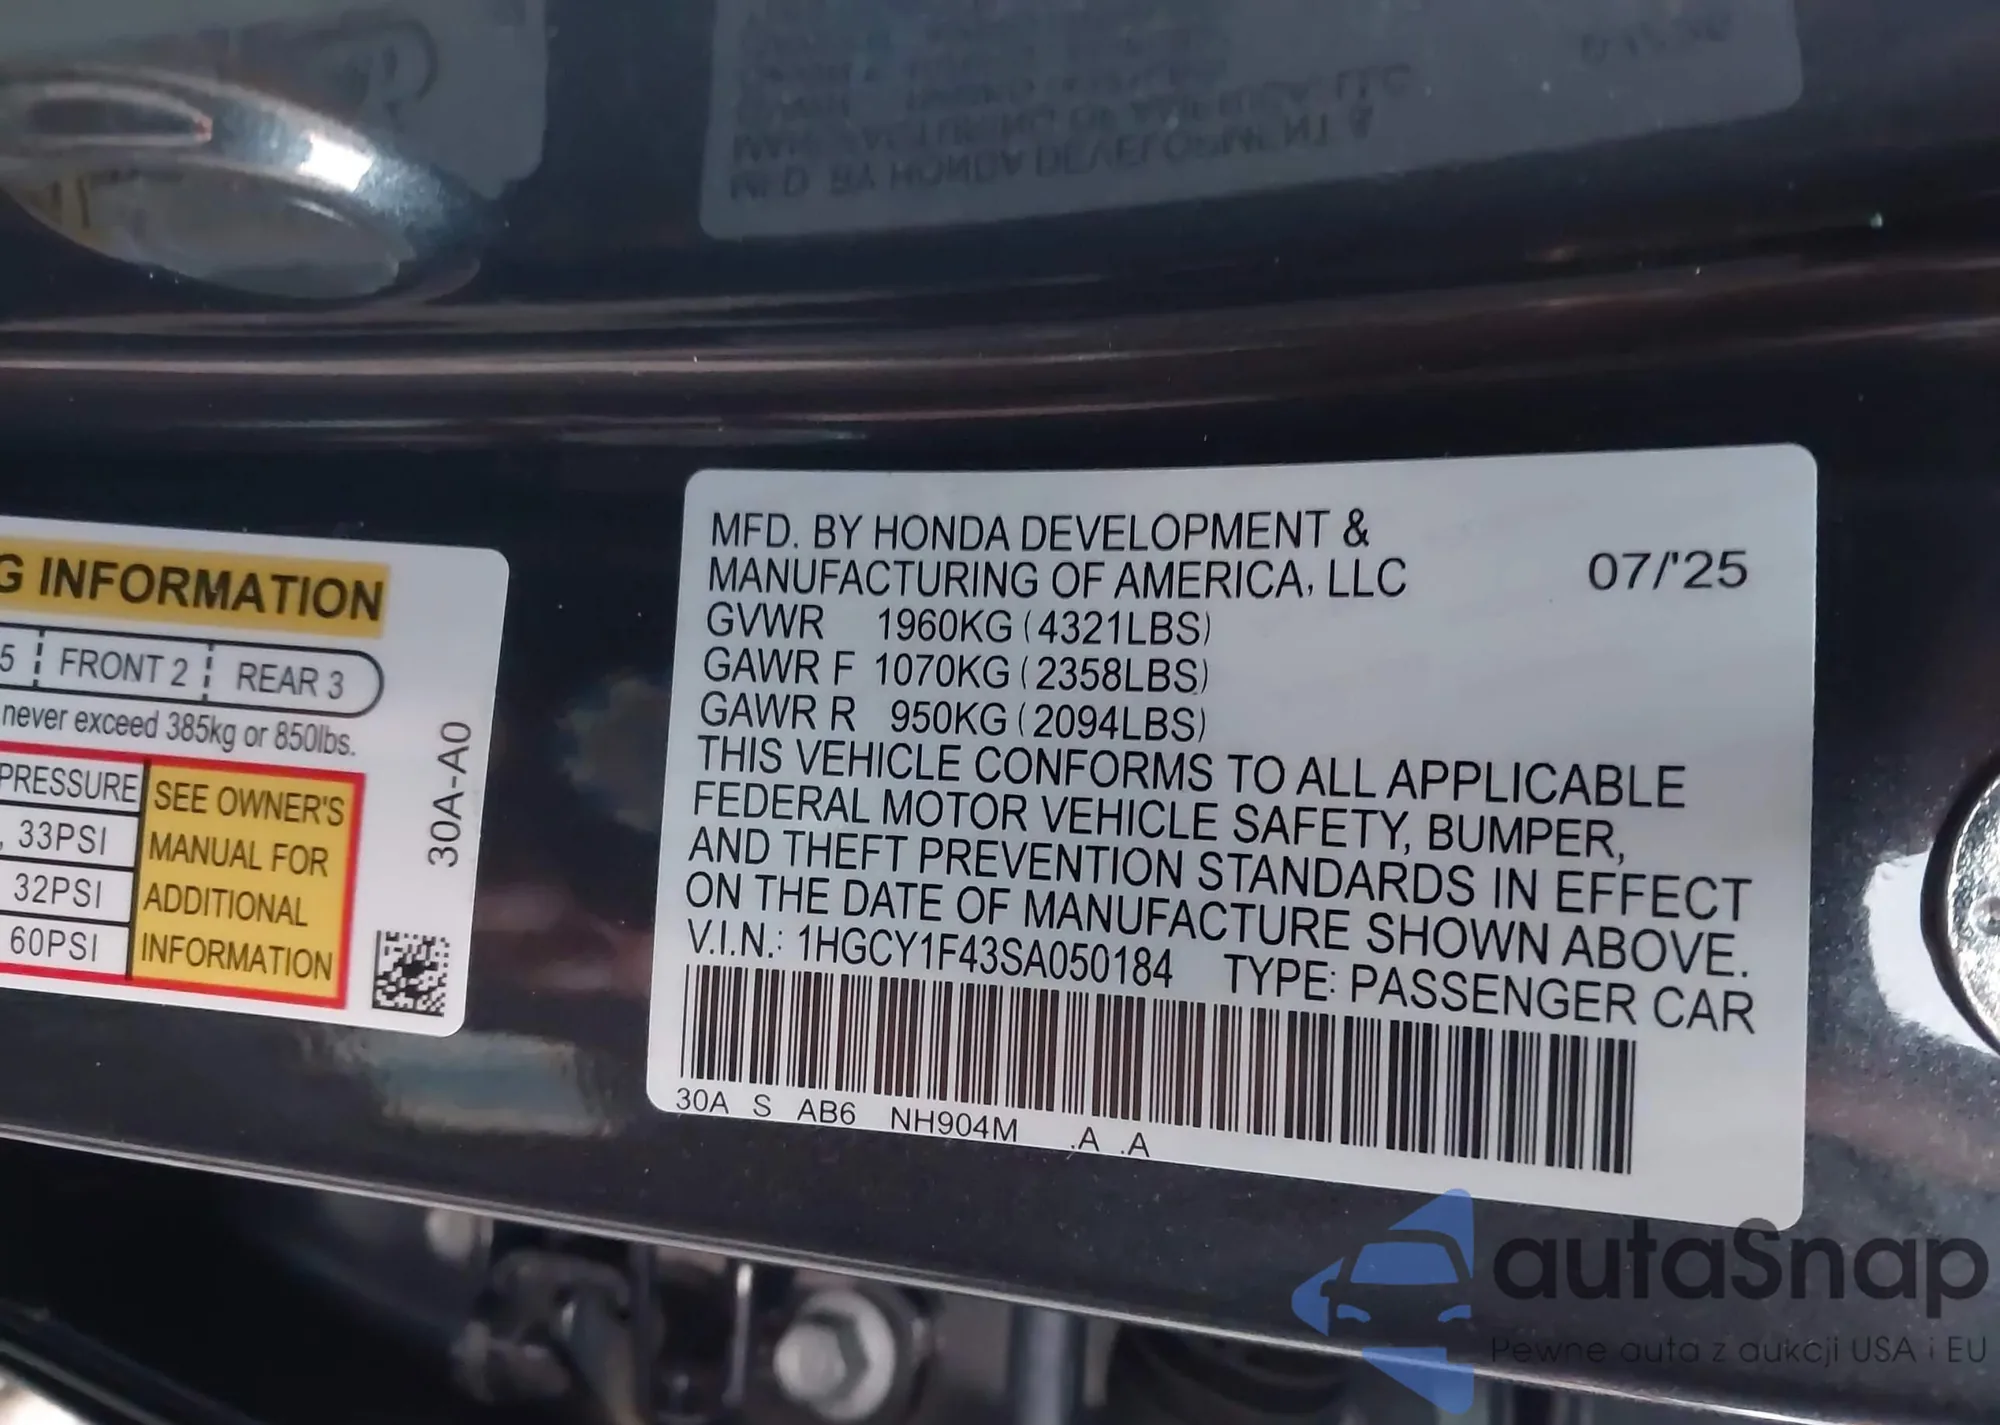 G INFORMATION
5 FRONT 2 REAR 3
never exceed 385kg or 850lbs.
PRESSURE
, 33PSI
32PSI
60PSI
SEE OWNER'S
MANUAL FOR
ADDITIONAL
INFORMATION
30A-A0
MFD. BY HONDA DEVELOPMENT &
MANUFACTURING OF AMERICA, LLC
07/'25
GVWR 1960KG (4321LBS)
GAWR F 1070KG (2358LBS)
GAWR R 950KG (2094LBS)
THIS VEHICLE CONFORMS TO ALL APPLICABLE
FEDERAL MOTOR VEHICLE SAFETY, BUMPER,
AND THEFT PREVENTION STANDARDS IN EFFECT
ON THE DATE OF MANUFACTURE SHOWN ABOVE.
V.I.N.: 1HGCY1F43SA050184 TYPE: PASSENGER CAR
30A S AB6 NH904M .A .A
autaSnap
Pewne auta z aukcji USA i EU